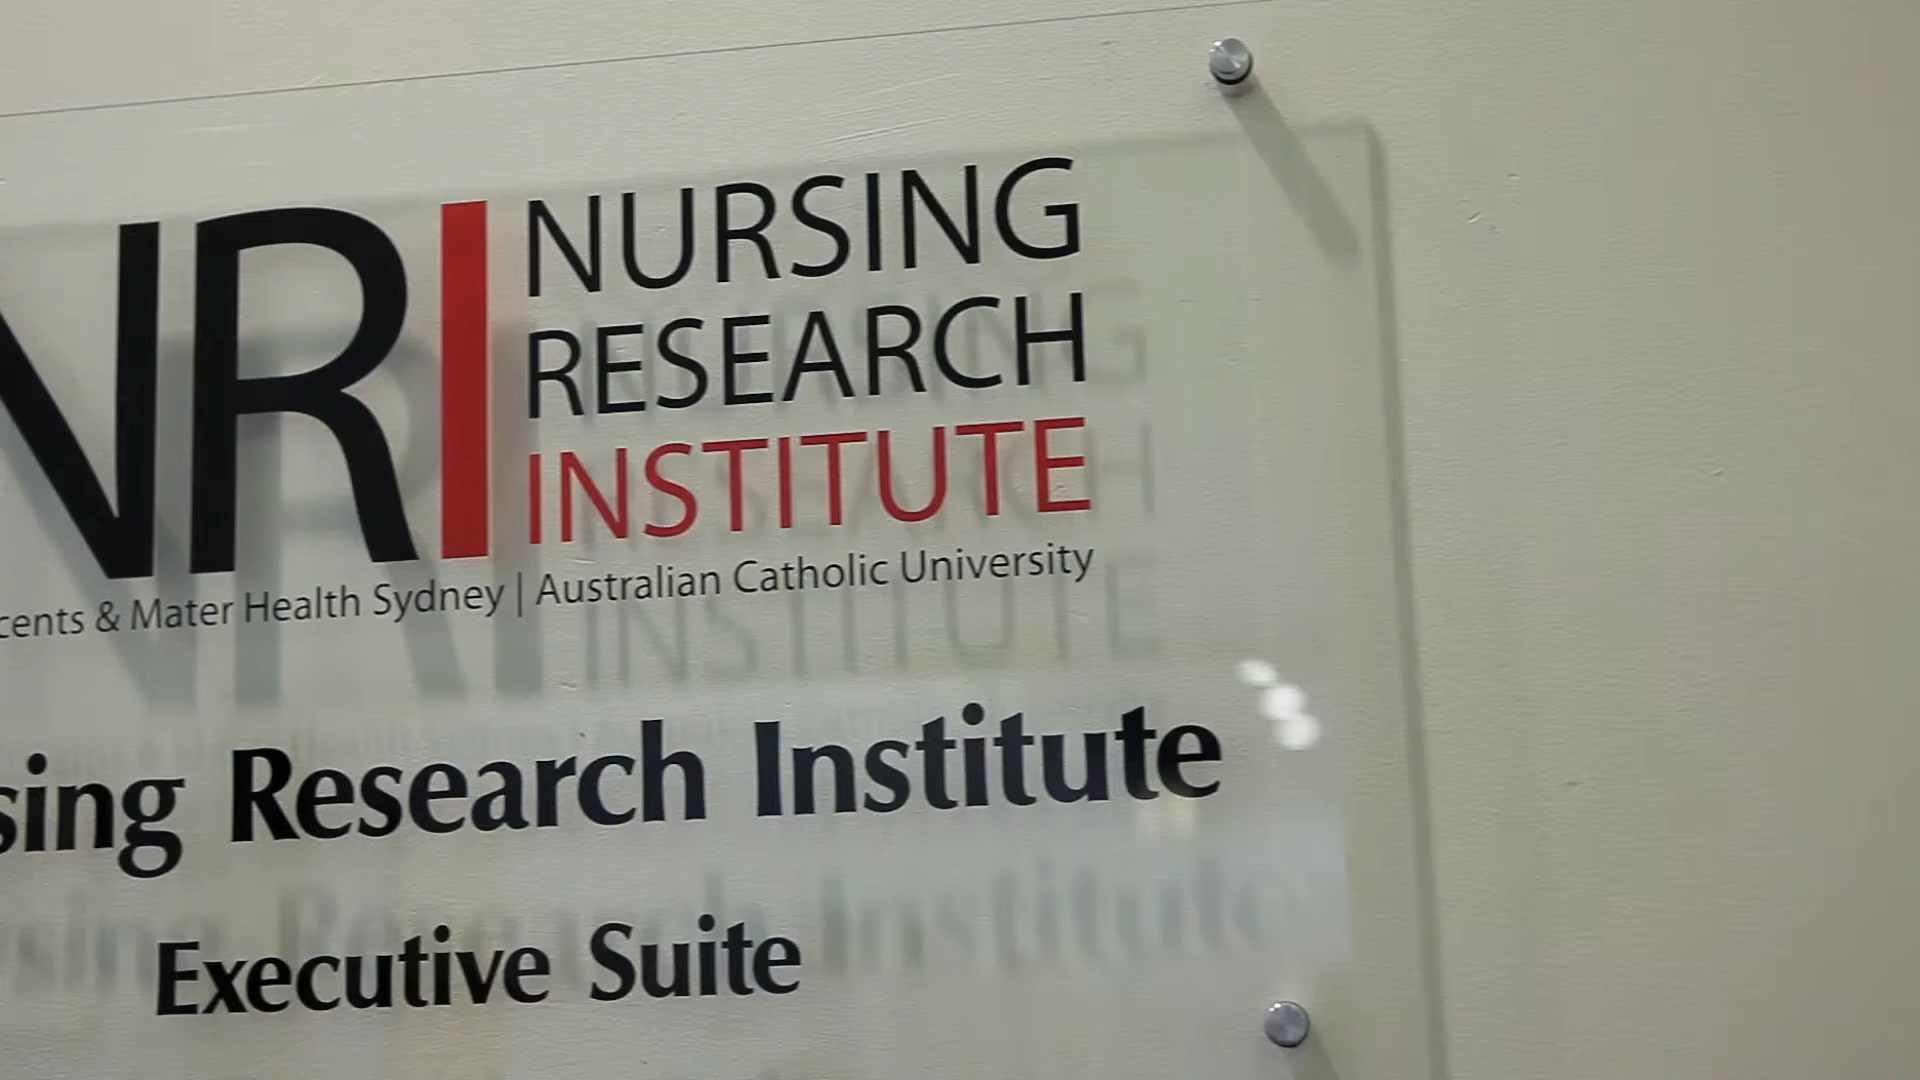 NRI
NURSING
RESEARCH
INSTITUTE
cents & Mater Health Sydney | Australian Catholic University
sing Research Institute
Executive Suite